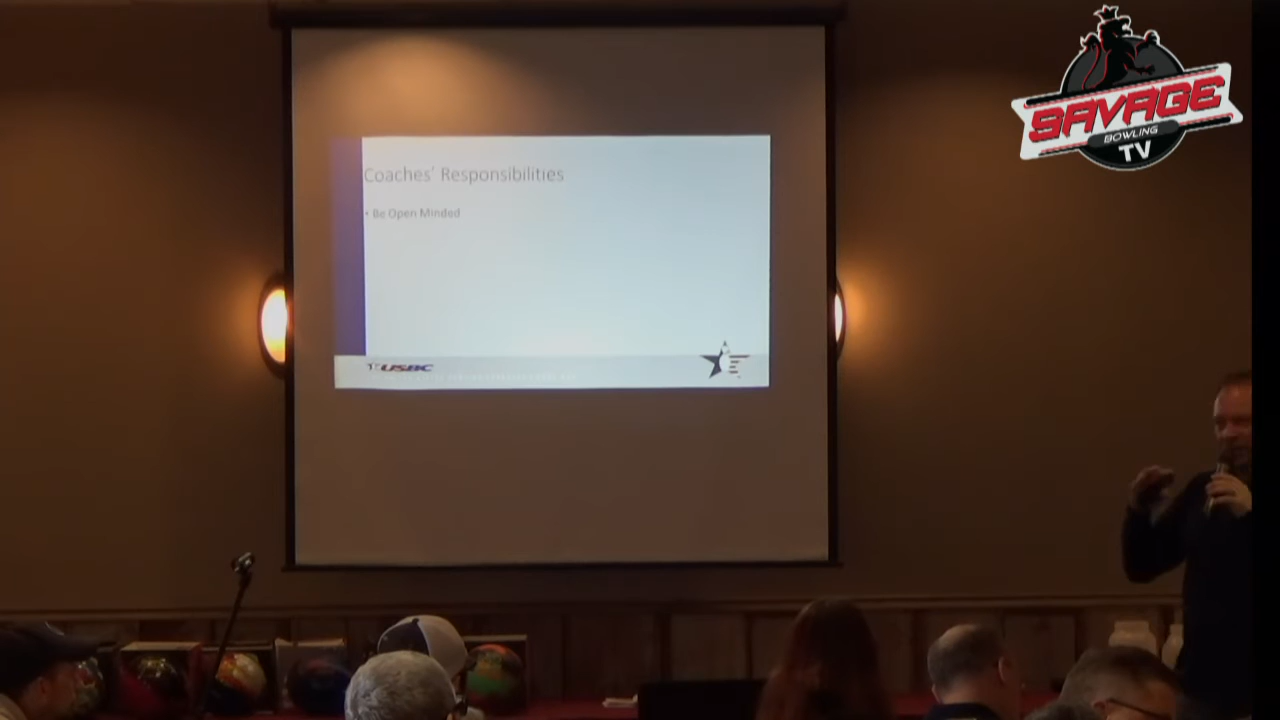 SAVAGE
BOWLING
TV
Coaches' Responsibilities
• Be Open Minded
USBC